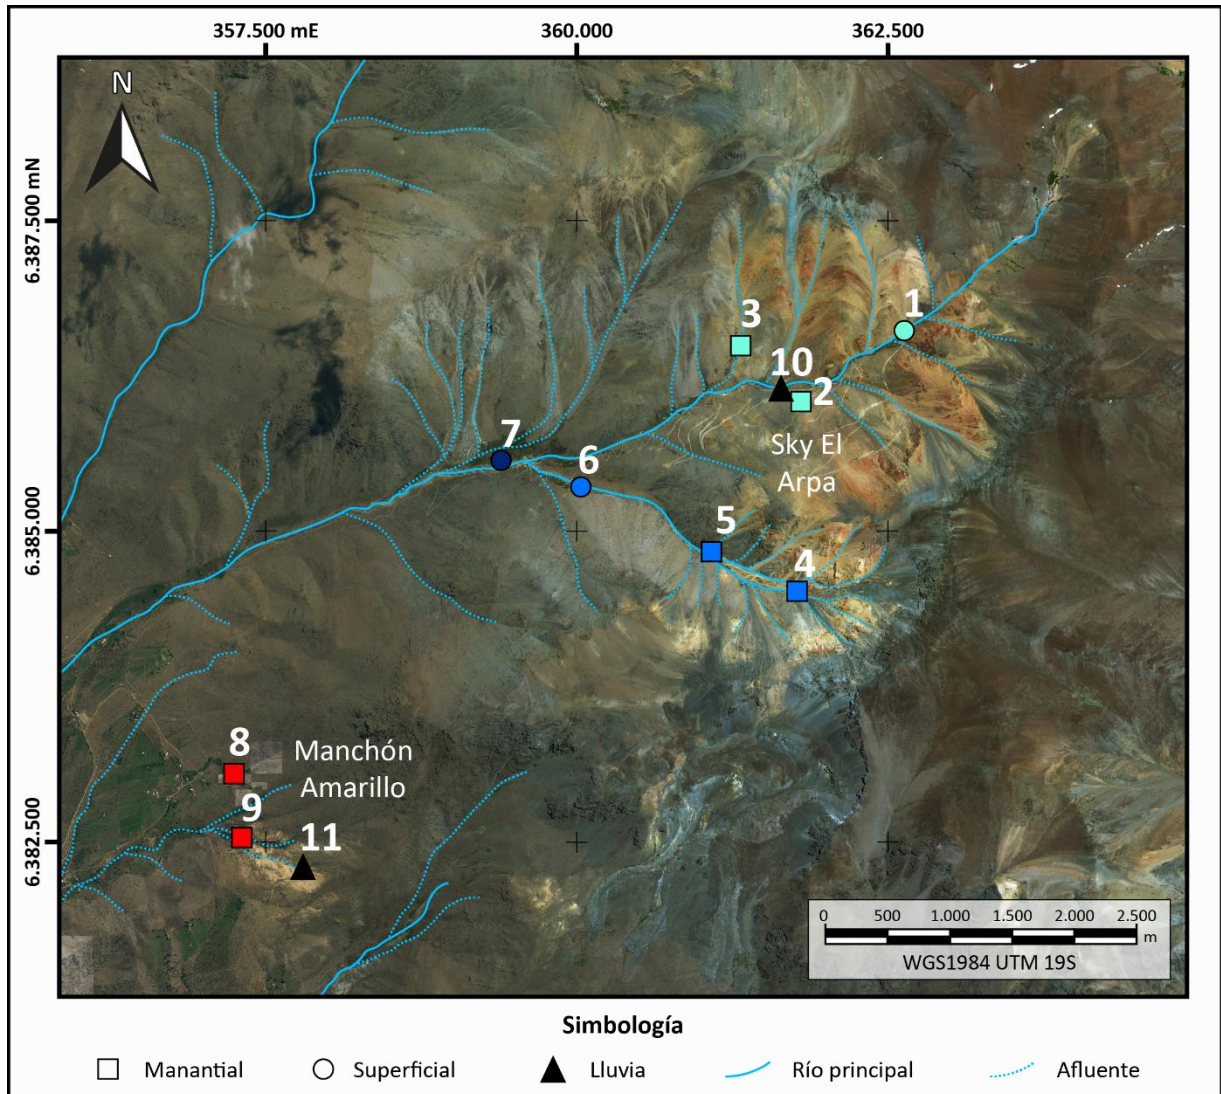 357.500 mE
360.000
362.500
N
6.387.500 mN
6.385.000
6.382.500
1
3
10
2
Sky El
Arpa
7
6
5
4
8
Manchón
Amarillo
9
11
0 500 1.000 1.500 2.000 2.500
m
WGS1984 UTM 19S
Simbología
Manantial
Superficial
Lluvia
Río principal
Afluente